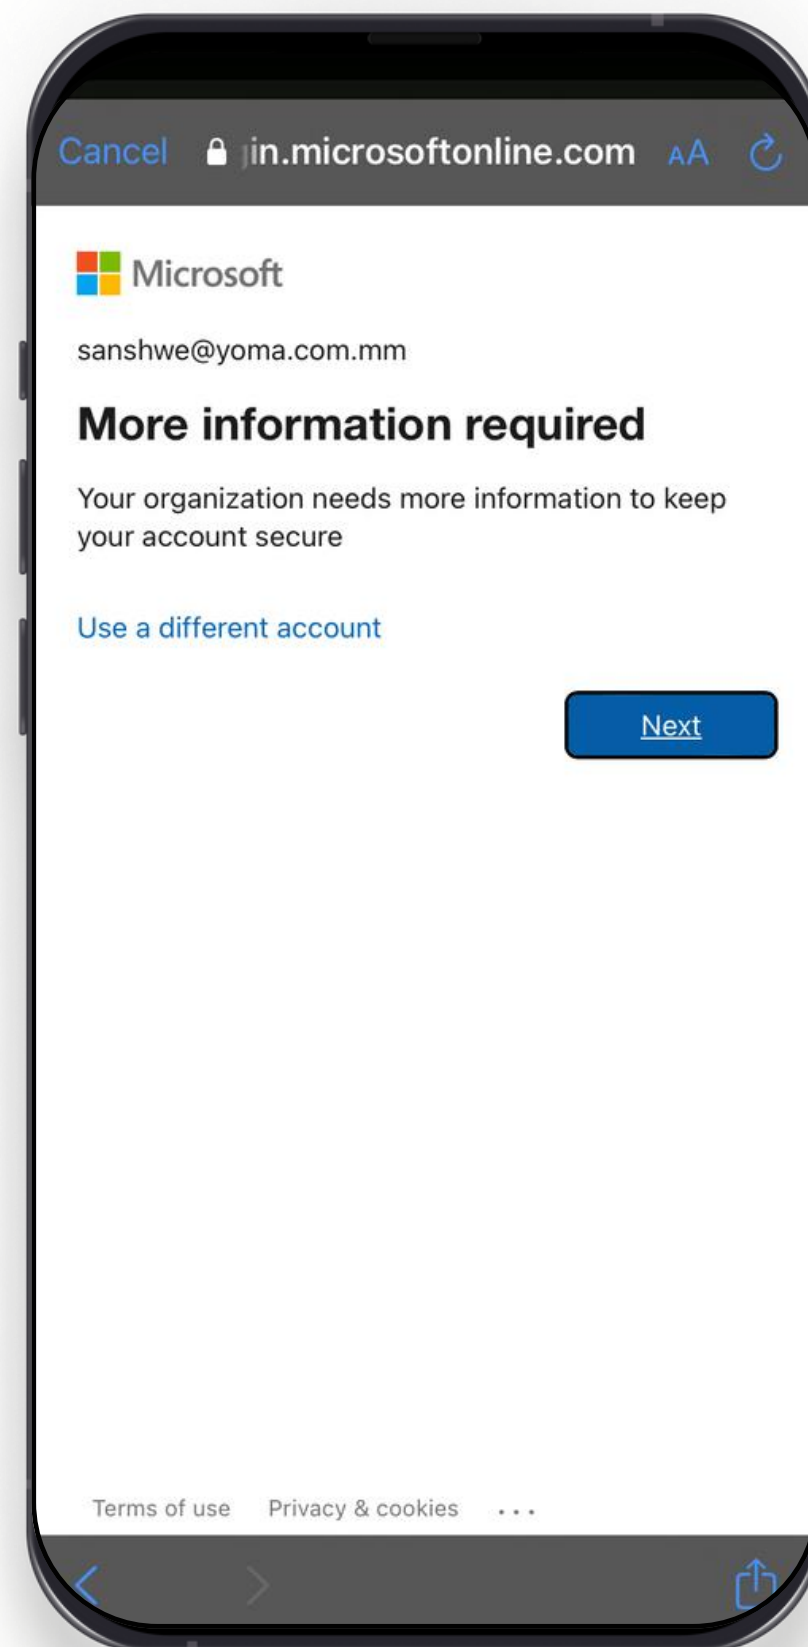 Cancel in.microsoftonline.com AA
Microsoft
sanshwe@yoma.com.mm
More information required
Your organization needs more information to keep
your account secure
Use a different account
Next
Terms of use Privacy & cookies ...